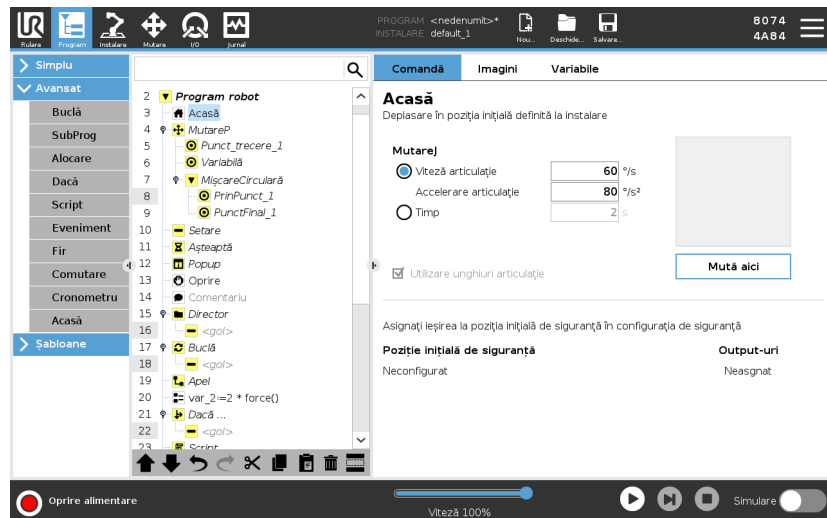 PROGRAM <nedenumit>*
INSTALARE default_1
8074
4A84
Rulare
Program
Instalare
Mutare
I/O
Jurnal
Nou...
Deschide...
Salvare...
Simplu
Avansat
Buclă
SubProg
Alocare
Dacă
Script
Eveniment
Fir
Comutare
Cronometru
Acasă
Șabloane
2 Program robot
3 Acasă
4 MutareP
5 Punct_trecere_1
6 Variabilă
7 MișcareCirculară
8 PrinPunct_1
9 PunctFinal_1
10 Setare
11 Așteaptă
12 Popup
13 Oprire
14 Comentariu
15 Director
16 <gol>
17 Buclă
18 <gol>
19 Apel
20 var_2≔2 * force()
21 Dacă ...
22 <gol>
23 Script
Comandă Imagini Variabile
Acasă
Deplasare în poziția inițială definită la instalare
MutareJ
Viteză articulație 60 °/s
Accelerare articulație 80 °/s²
Timp 2 s
Mută aici
Utilizare unghiuri articulație
Asignați ieșirea la poziția inițială de siguranță în configurația de siguranță
Poziție inițială de siguranță Output-uri
Neconfigurat Neasgnat
Oprire alimentare
Viteză 100%
Simulare